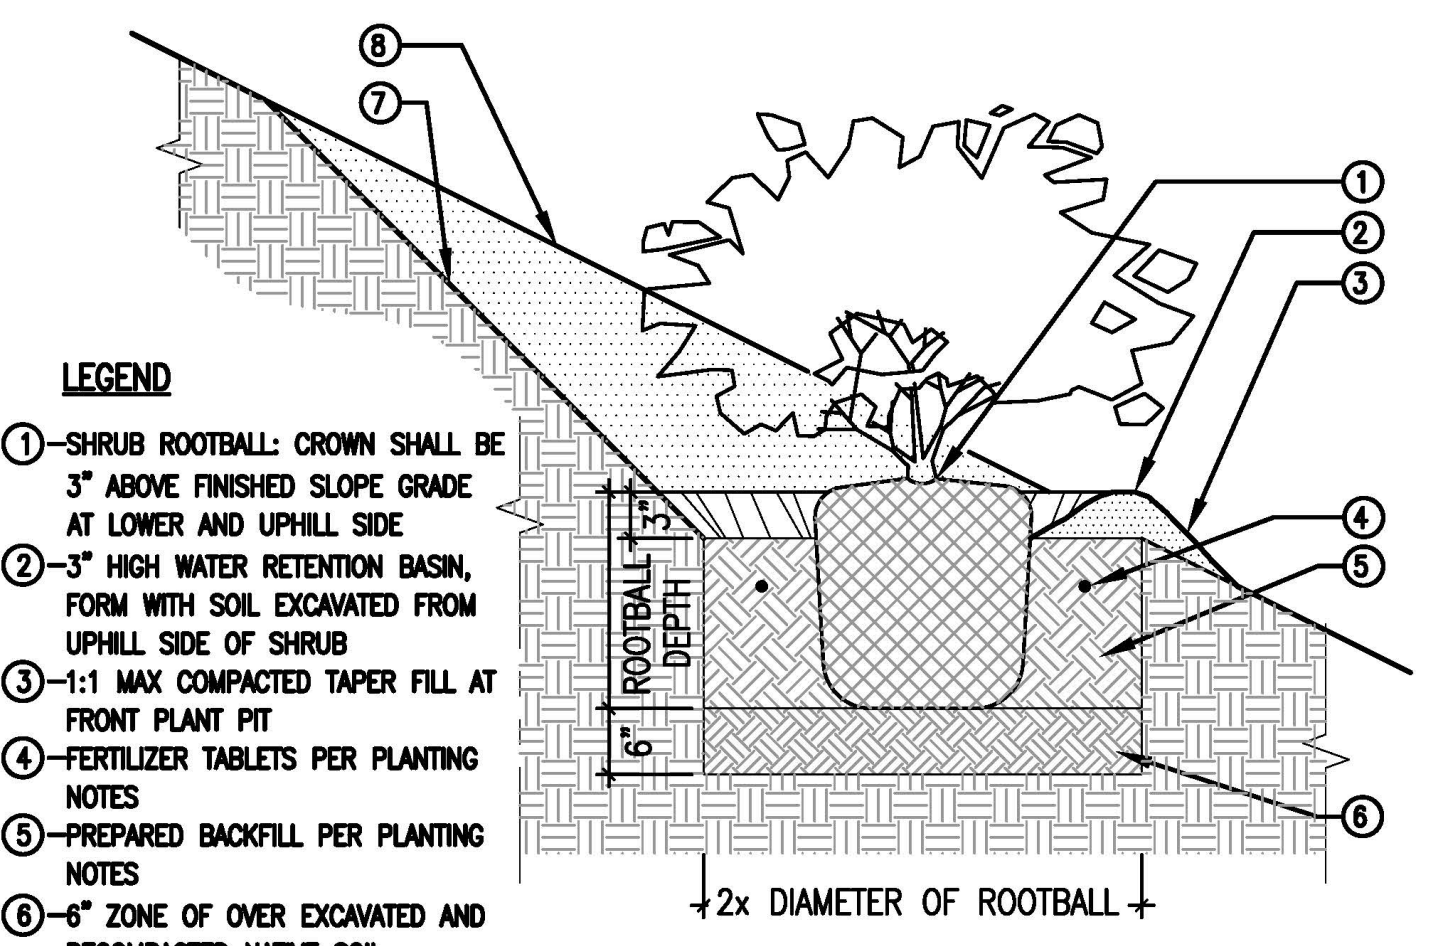 8
7
1
2
3
LEGEND
1 SHRUB ROOTBALL: CROWN SHALL BE
3" ABOVE FINISHED SLOPE GRADE
AT LOWER AND UPHILL SIDE
2 3" HIGH WATER RETENTION BASIN,
FORM WITH SOIL EXCAVATED FROM
UPHILL SIDE OF SHRUB
3 1:1 MAX COMPACTED TAPER FILL AT
FRONT PLANT PIT
4 FERTILIZER TABLETS PER PLANTING
NOTES
5 PREPARED BACKFILL PER PLANTING
NOTES
6 6" ZONE OF OVER EXCAVATED AND
3"
ROOTBALL
DEPTH
6"
4
5
6
2x DIAMETER OF ROOTBALL